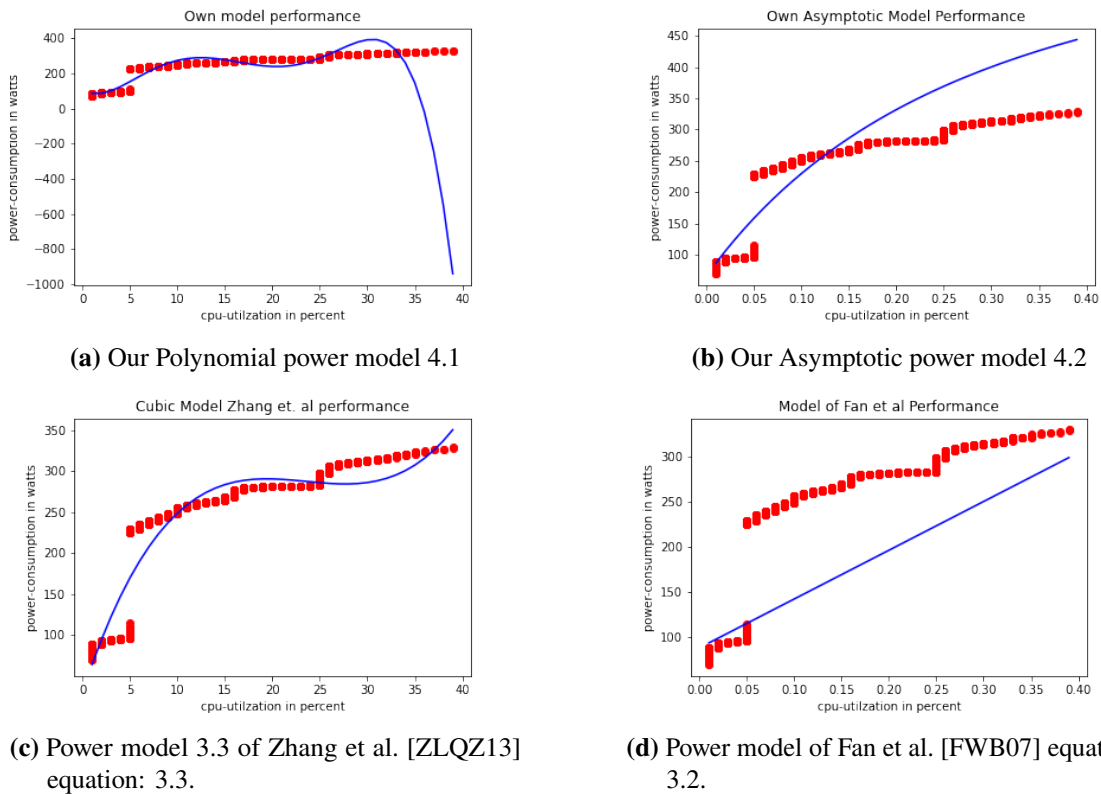 Own model performance
power-consumption in watts
400
200
0
−200
−400
−600
−800
−1000
0 5 10 15 20 25 30 35 40
cpu-utilzation in percent
(a) Our Polynomial power model 4.1
Own Asymptotic Model Performance
power-consumption in watts
450
400
350
300
250
200
150
100
0.00 0.05 0.10 0.15 0.20 0.25 0.30 0.35 0.40
cpu-utilzation in percent
(b) Our Asymptotic power model 4.2
Cubic Model Zhang et. al performance
power-consumption in watts
350
300
250
200
150
100
0 5 10 15 20 25 30 35 40
cpu-utilzation in percent
(c) Power model 3.3 of Zhang et al. [ZLQZ13]
equation: 3.3.
Model of Fan et al Performance
power-consumption in watts
300
250
200
150
100
0.00 0.05 0.10 0.15 0.20 0.25 0.30 0.35 0.40
cpu-utilzation in percent
(d) Power model of Fan et al. [FWB07] equat
3.2.